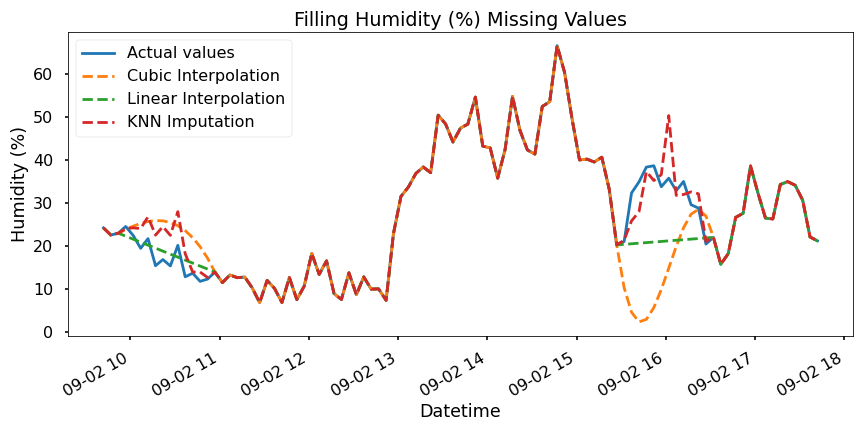 Filling Humidity (%) Missing Values
Actual values
Cubic Interpolation
Linear Interpolation
KNN Imputation
Humidity (%)
60
50
40
30
20
10
0
09-02 10
09-02 11
09-02 12
09-02 13
09-02 14
09-02 15
09-02 16
09-02 17
09-02 18
Datetime